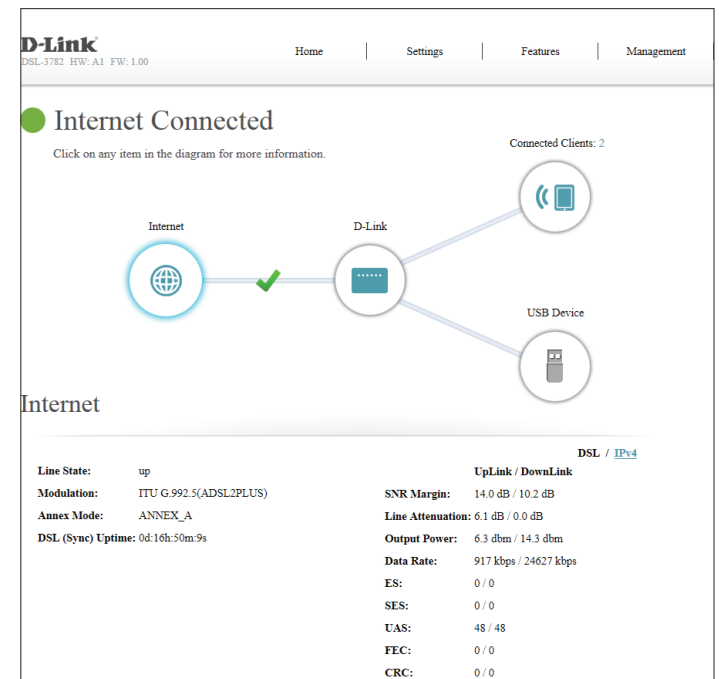 D-Link
DSL-3782 HW: A1 FW: 1.00
Home
Settings
Features
Management
Internet Connected
Click on any item in the diagram for more information.
Connected Clients: 2
Internet
D-Link
USB Device
Internet
DSL / IPv4
Line State: up
UpLink / DownLink
Modulation: ITU G.992.5(ADSL2PLUS)
SNR Margin: 14.0 dB / 10.2 dB
Annex Mode: ANNEX_A
Line Attenuation: 6.1 dB / 0.0 dB
DSL (Sync) Uptime: 0d:16h:50m:9s
Output Power: 6.3 dbm / 14.3 dbm
Data Rate: 917 kbps / 24627 kbps
ES: 0 / 0
SES: 0 / 0
UAS: 48 / 48
FEC: 0 / 0
CRC: 0 / 0